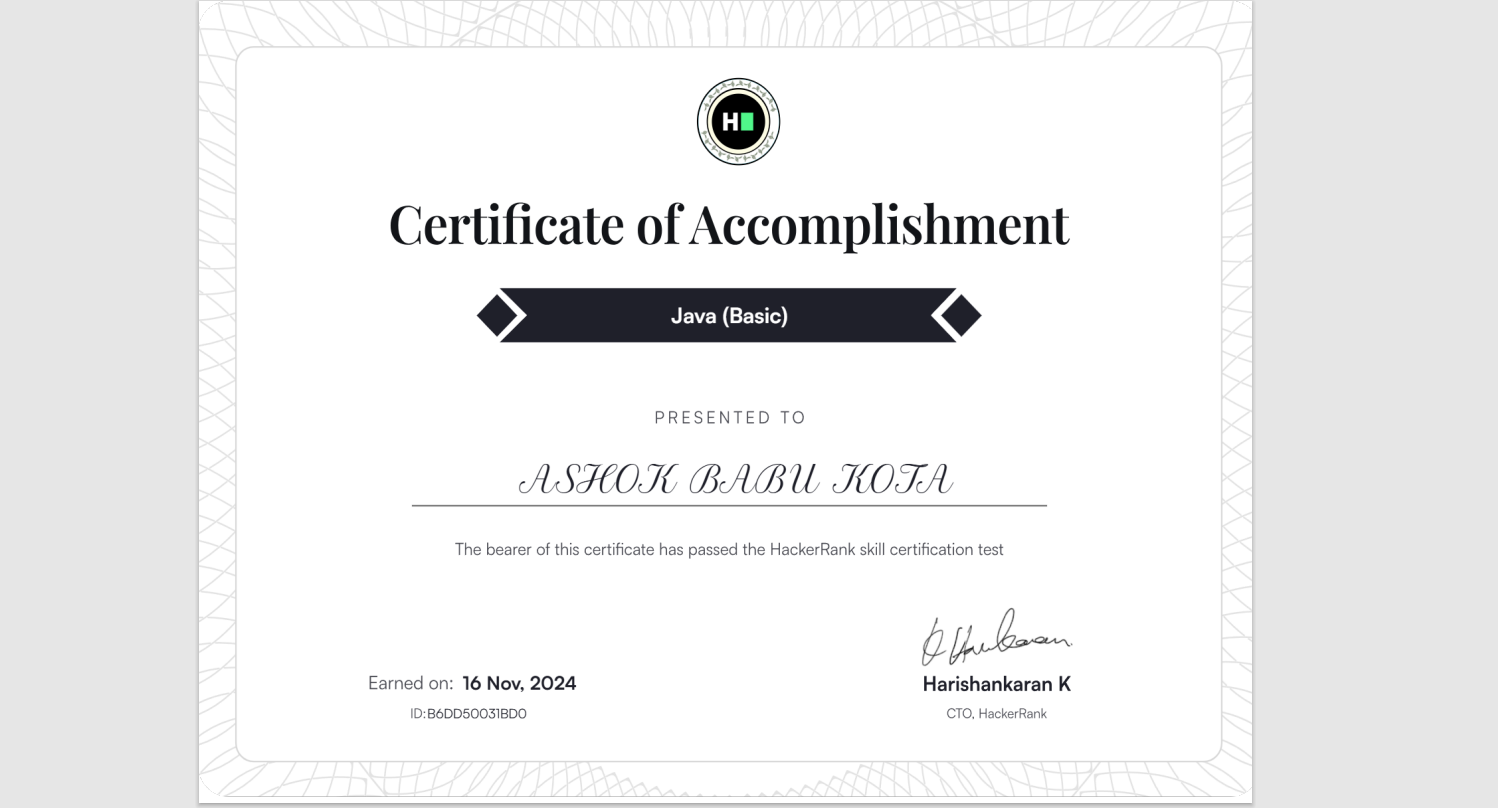 H
Certificate of Accomplishment
Java (Basic)
PRESENTED TO
ASHOK BABU KOTA
The bearer of this certificate has passed the HackerRank skill certification test
Earned on: 16 Nov, 2024
ID:B6DD50031BD0
Harishankaran K
CTO, HackerRank